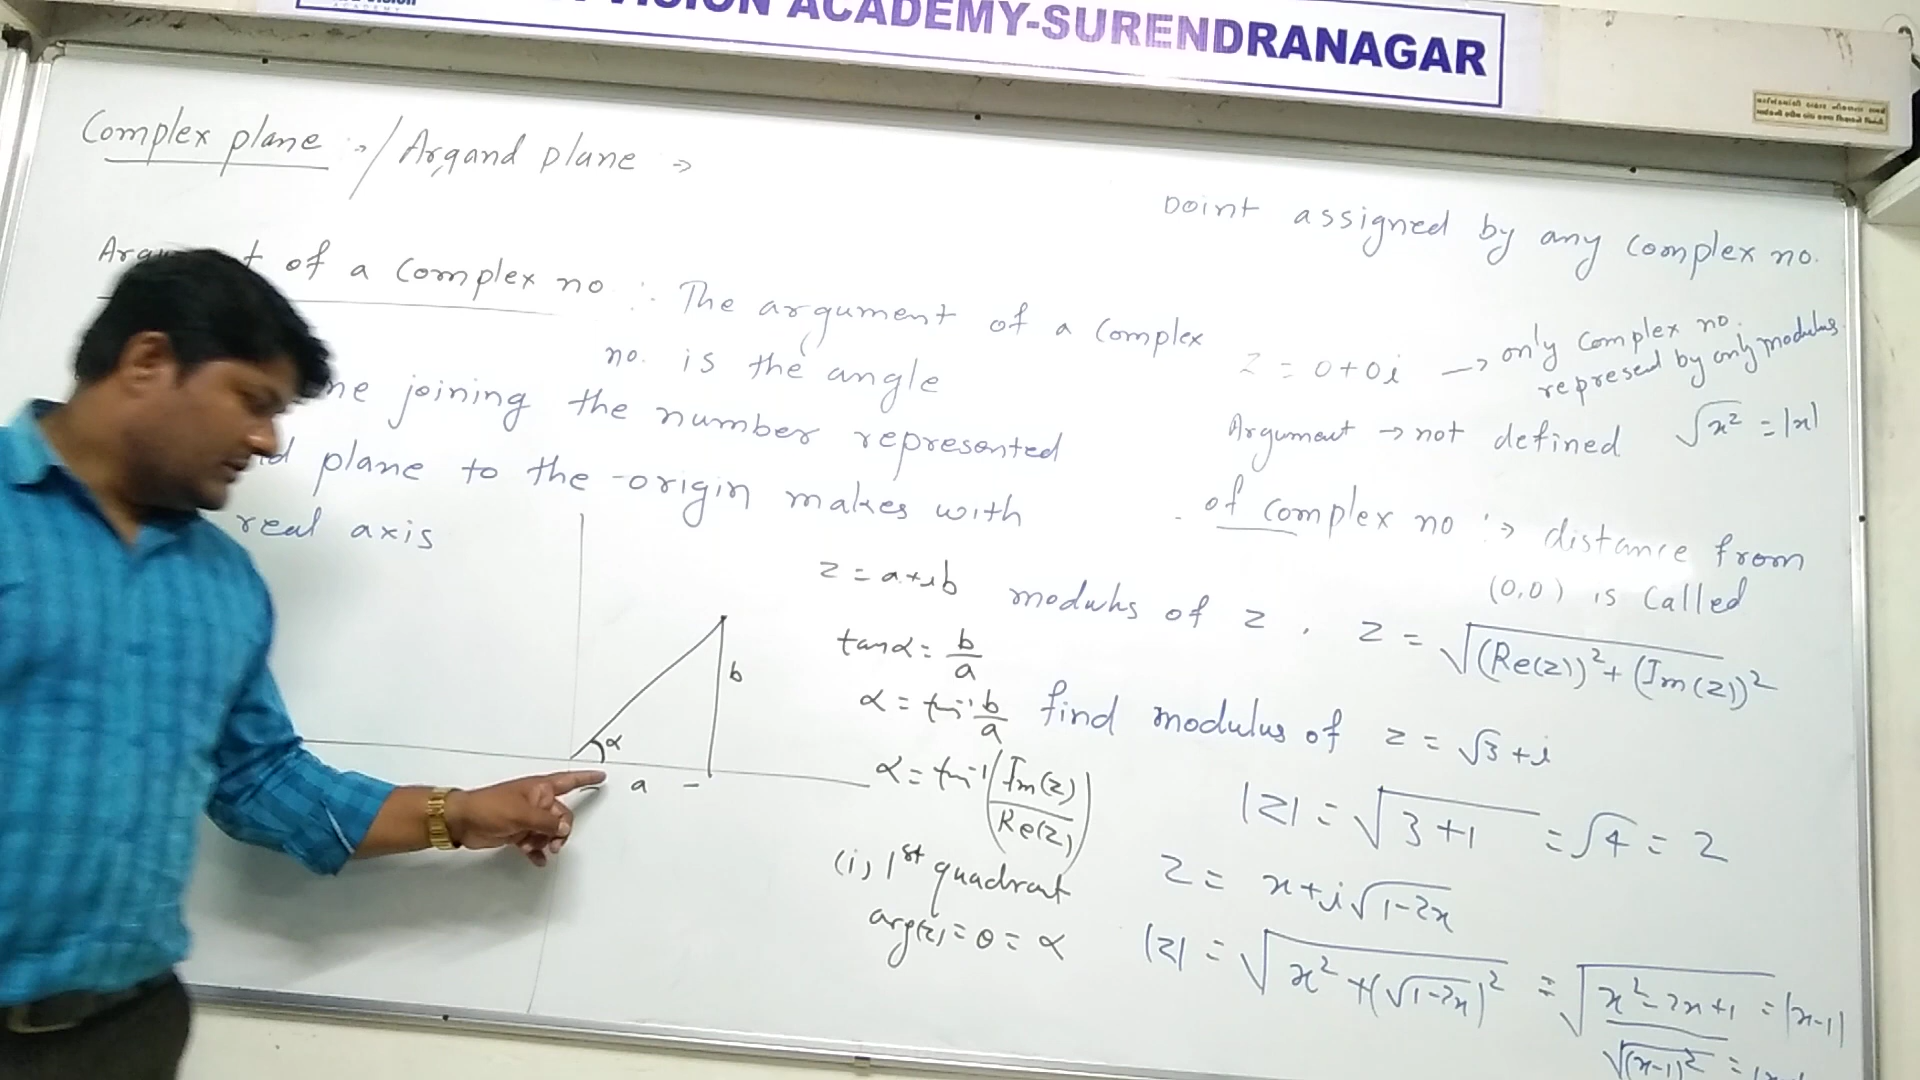 VISION ACADEMY-SURENDRANAGAR
Complex plane :→ / Argand plane →
of a complex no :- The argument of a complex
no. is the angle
joining the number represented
plane to the origin makes with
real axis
α
a
b
z = a+ib
tanα = b/a
α = tan⁻¹ b/a
α = tan⁻¹ |Im(z)/Re(z)|
(i) 1st quadrant
arg(z) = θ = α
point assigned by any complex no.
z = 0+0i → only complex no.
represend by only modulus
Argument → not defined √x² = |x|
of complex no :→ distance from
(0,0) is called
modulus of z , z = √(Re(z))²+(Im(z))²
find modulus of z = √3 + i
|z| = √3+1 = √4 = 2
z = x+i√1-2x
|z| = √x²+(√1-2x)² = √x²-2x+1 = |x-1|
√(x-1)² =